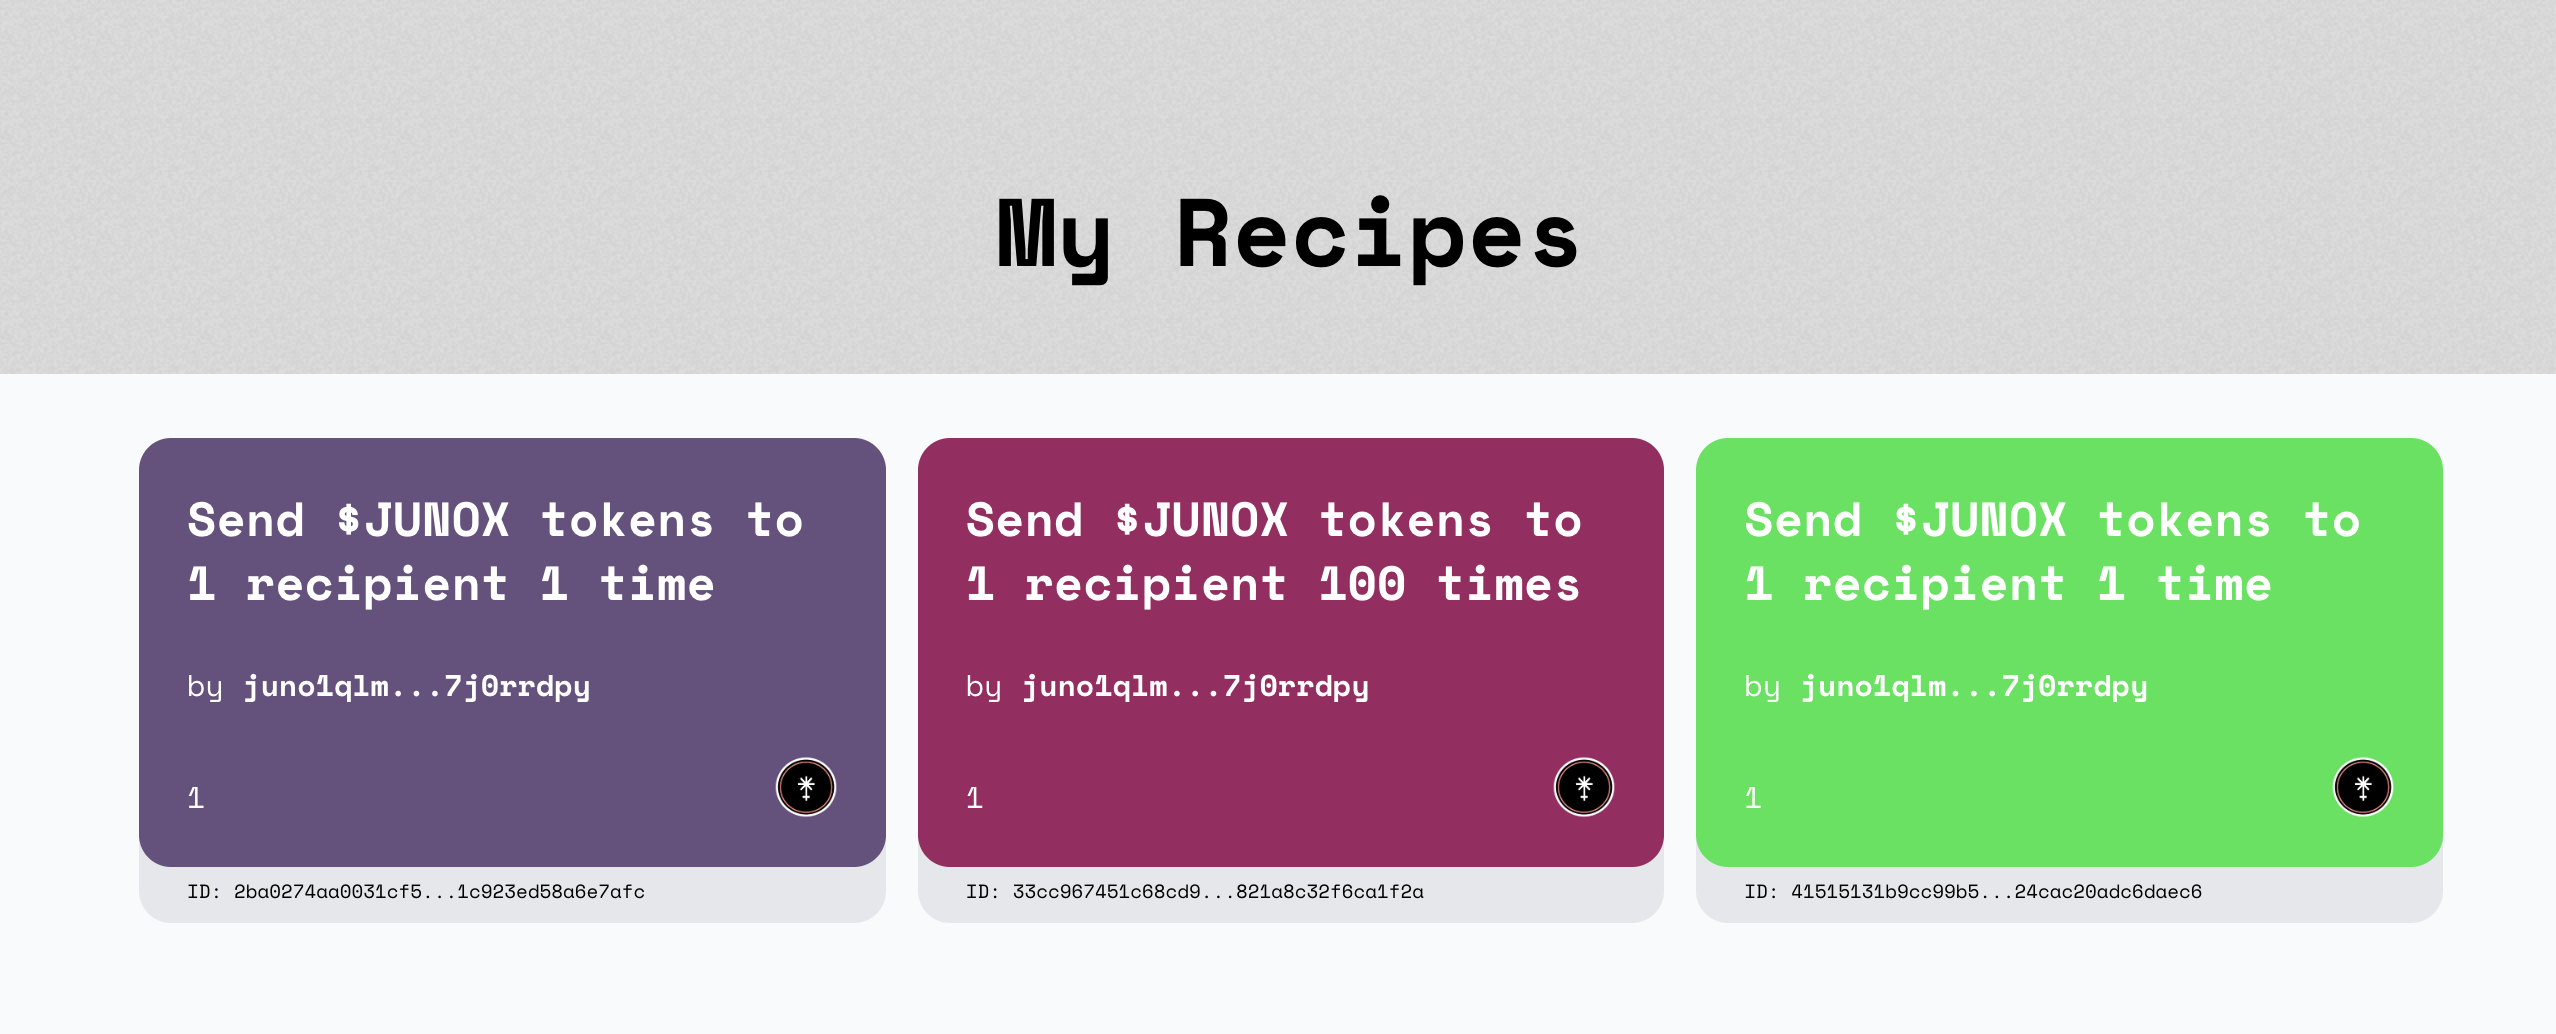 My Recipes
Send $JUNOX tokens to
1 recipient 1 time
by juno1qlm...7j0rrdpy
1
ID: 2ba0274aa0031cf5...1c923ed58a6e7afc
Send $JUNOX tokens to
1 recipient 100 times
by juno1qlm...7j0rrdpy
1
ID: 33cc967451c68cd9...821a8c32f6ca1f2a
Send $JUNOX tokens to
1 recipient 1 time
by juno1qlm...7j0rrdpy
1
ID: 41515131b9cc99b5...24cac20adc6daec6